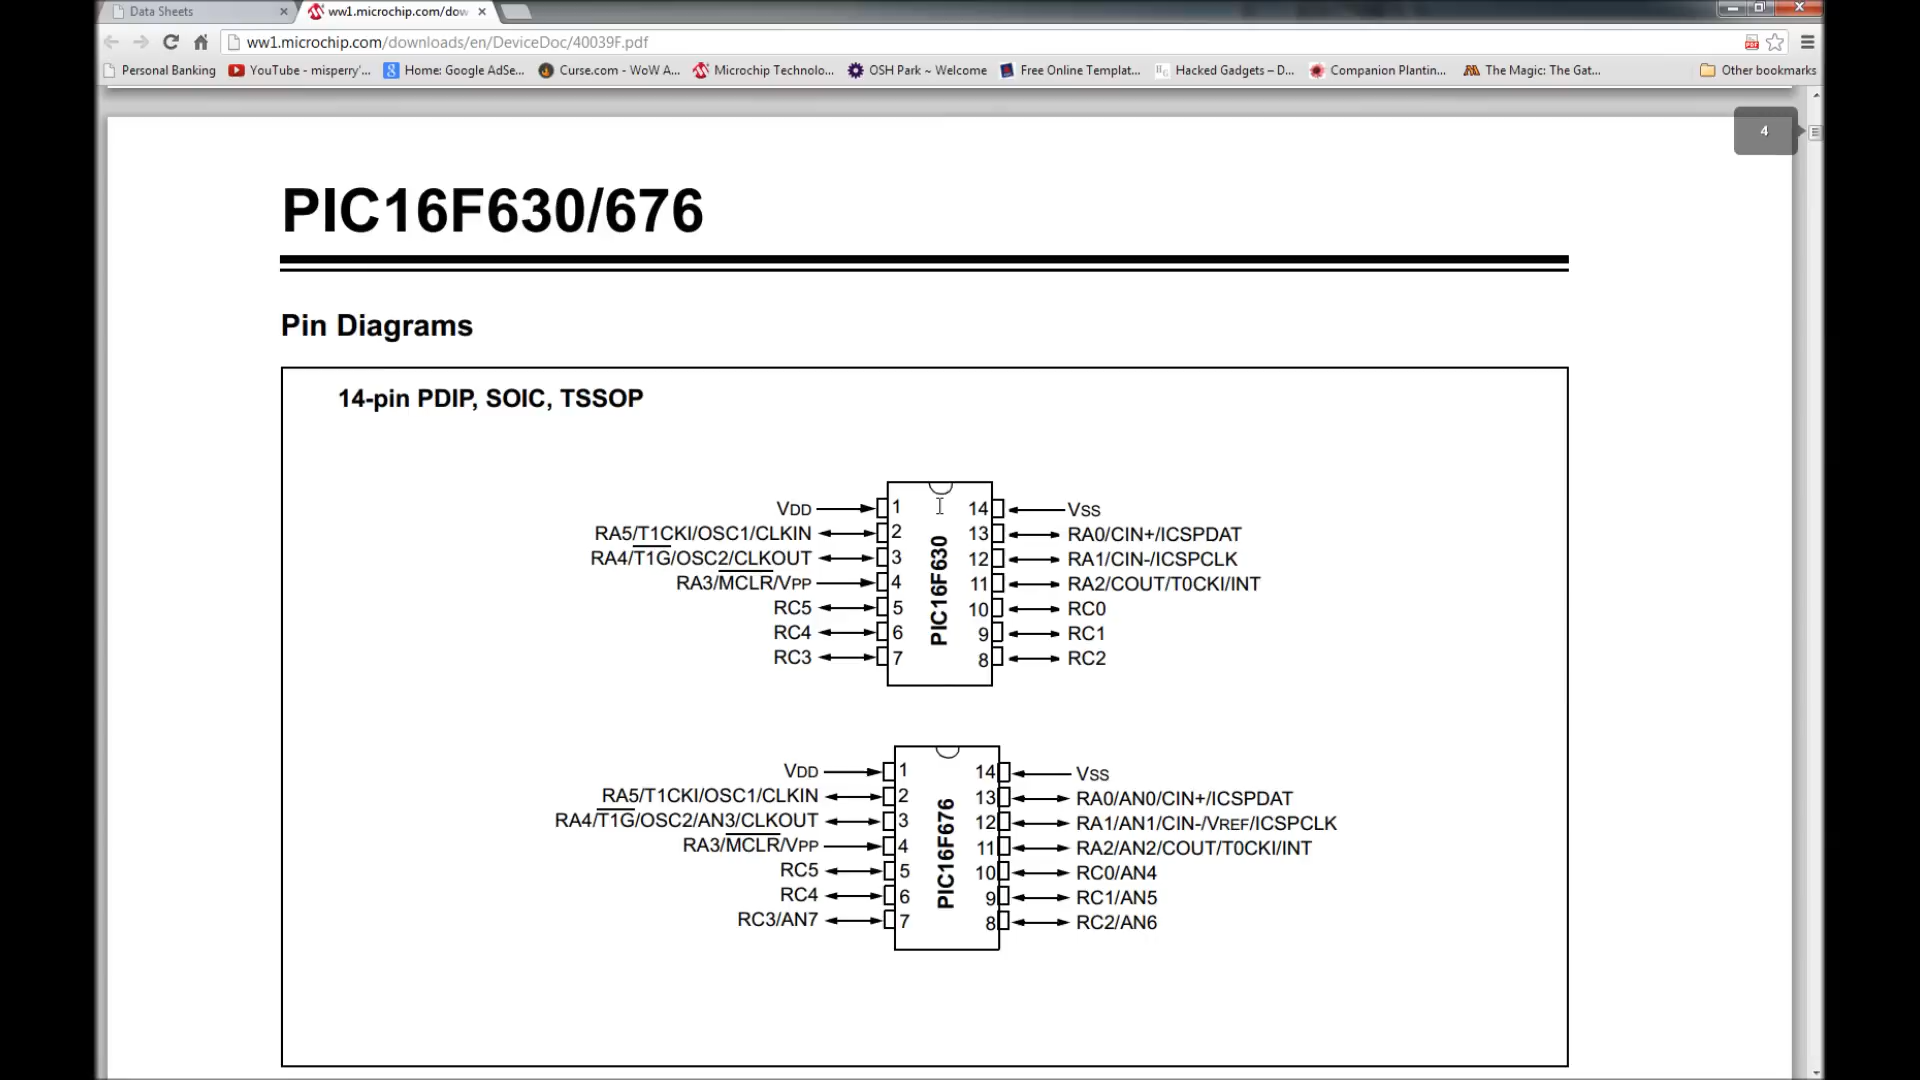 Data Sheets
ww1.microchip.com/dow
ww1.microchip.com/downloads/en/DeviceDoc/40039F.pdf
Personal Banking
YouTube - misperry'...
Home: Google AdSe...
Curse.com - WoW A...
Microchip Technolo...
OSH Park ~ Welcome
Free Online Templat...
Hacked Gadgets – D...
Companion Plantin...
The Magic: The Gat...
Other bookmarks
4
PIC16F630/676
Pin Diagrams
14-pin PDIP, SOIC, TSSOP
VDD 1 14 VSS
RA5/T1CKI/OSC1/CLKIN 2 13 RA0/CIN+/ICSPDAT
RA4/T1G/OSC2/CLKOUT 3 12 RA1/CIN-/ICSPCLK
RA3/MCLR/VPP 4 11 RA2/COUT/T0CKI/INT
RC5 5 10 RC0
RC4 6 9 RC1
RC3 7 8 RC2
PIC16F630
VDD 1 14 VSS
RA5/T1CKI/OSC1/CLKIN 2 13 RA0/AN0/CIN+/ICSPDAT
RA4/T1G/OSC2/AN3/CLKOUT 3 12 RA1/AN1/CIN-/VREF/ICSPCLK
RA3/MCLR/VPP 4 11 RA2/AN2/COUT/T0CKI/INT
RC5 5 10 RC0/AN4
RC4 6 9 RC1/AN5
RC3/AN7 7 8 RC2/AN6
PIC16F676